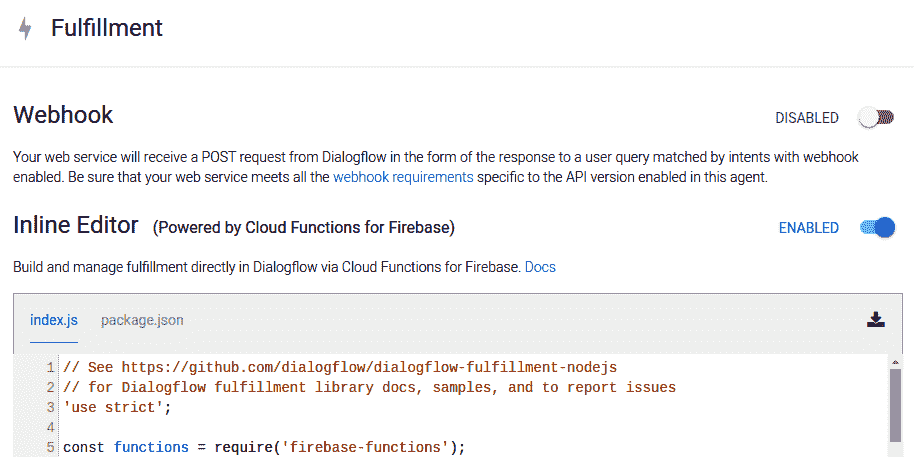 Fulfillment
Webhook
DISABLED
Your web service will receive a POST request from Dialogflow in the form of the response to a user query matched by intents with webhook
enabled. Be sure that your web service meets all the webhook requirements specific to the API version enabled in this agent.
Inline Editor (Powered by Cloud Functions for Firebase)
ENABLED
Build and manage fulfillment directly in Dialogflow via Cloud Functions for Firebase. Docs
index.js package.json
1 // See https://github.com/dialogflow/dialogflow-fulfillment-nodejs
2 // for Dialogflow fulfillment library docs, samples, and to report issues
3 'use strict';
4
5 const functions = require('firebase-functions');